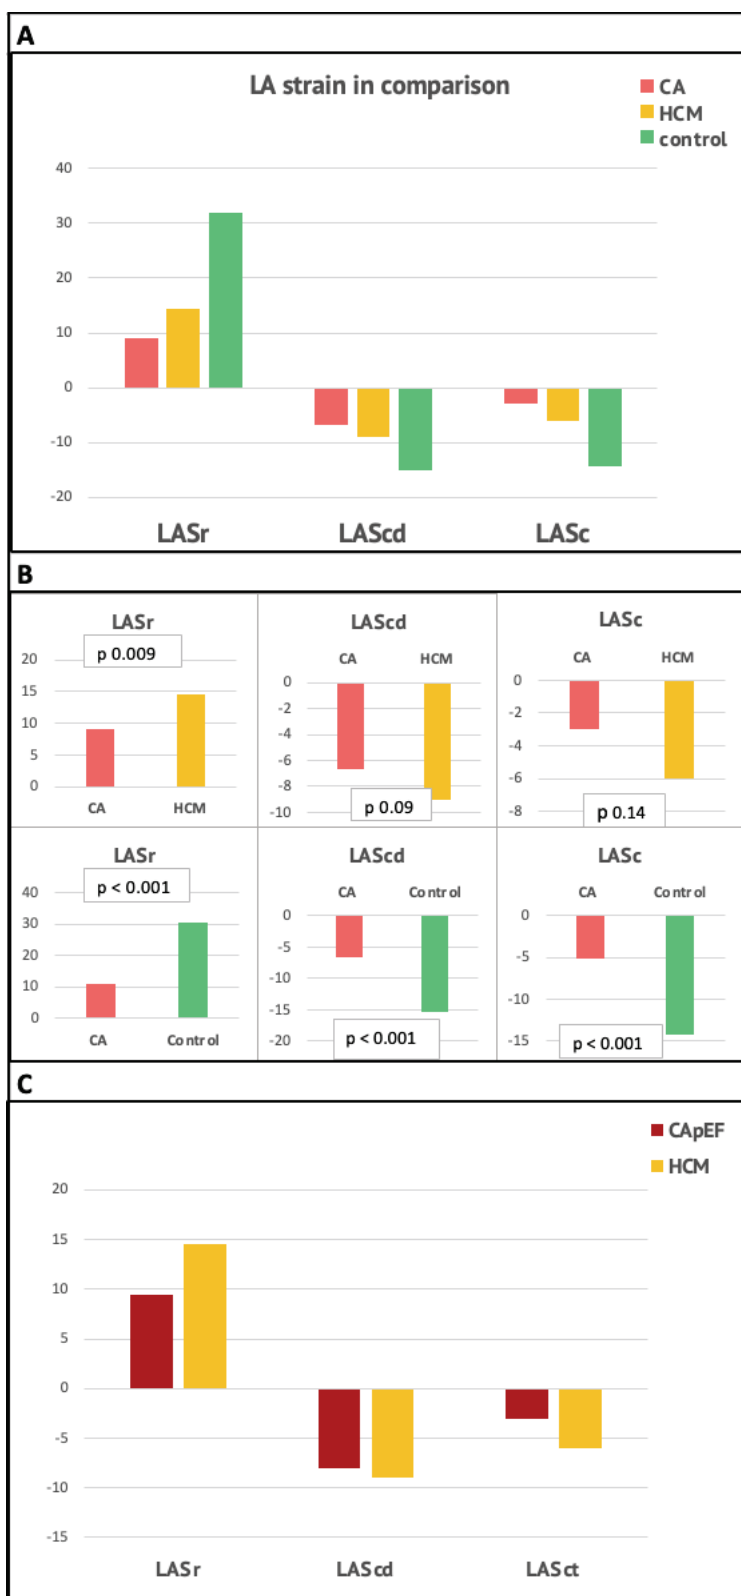 A
LA strain in comparison
CA
HCM
control
40
30
20
10
0
-10
-20
LASr LAScd LASc
B
LASr
p 0.009
20
15
10
5
0
CA HCM
LAScd
CA HCM
0
-2
-4
-6
-8
-10
p 0.09
LASc
CA HCM
0
-2
-4
-6
-8
p 0.14
LASr
p < 0.001
40
30
20
10
0
CA Control
LAScd
CA Control
0
-5
-10
-15
-20
p < 0.001
LASc
CA Control
0
-5
-10
-15
p < 0.001
C
CApEF
HCM
20
15
10
5
0
-5
-10
-15
LASr LAScd LASct